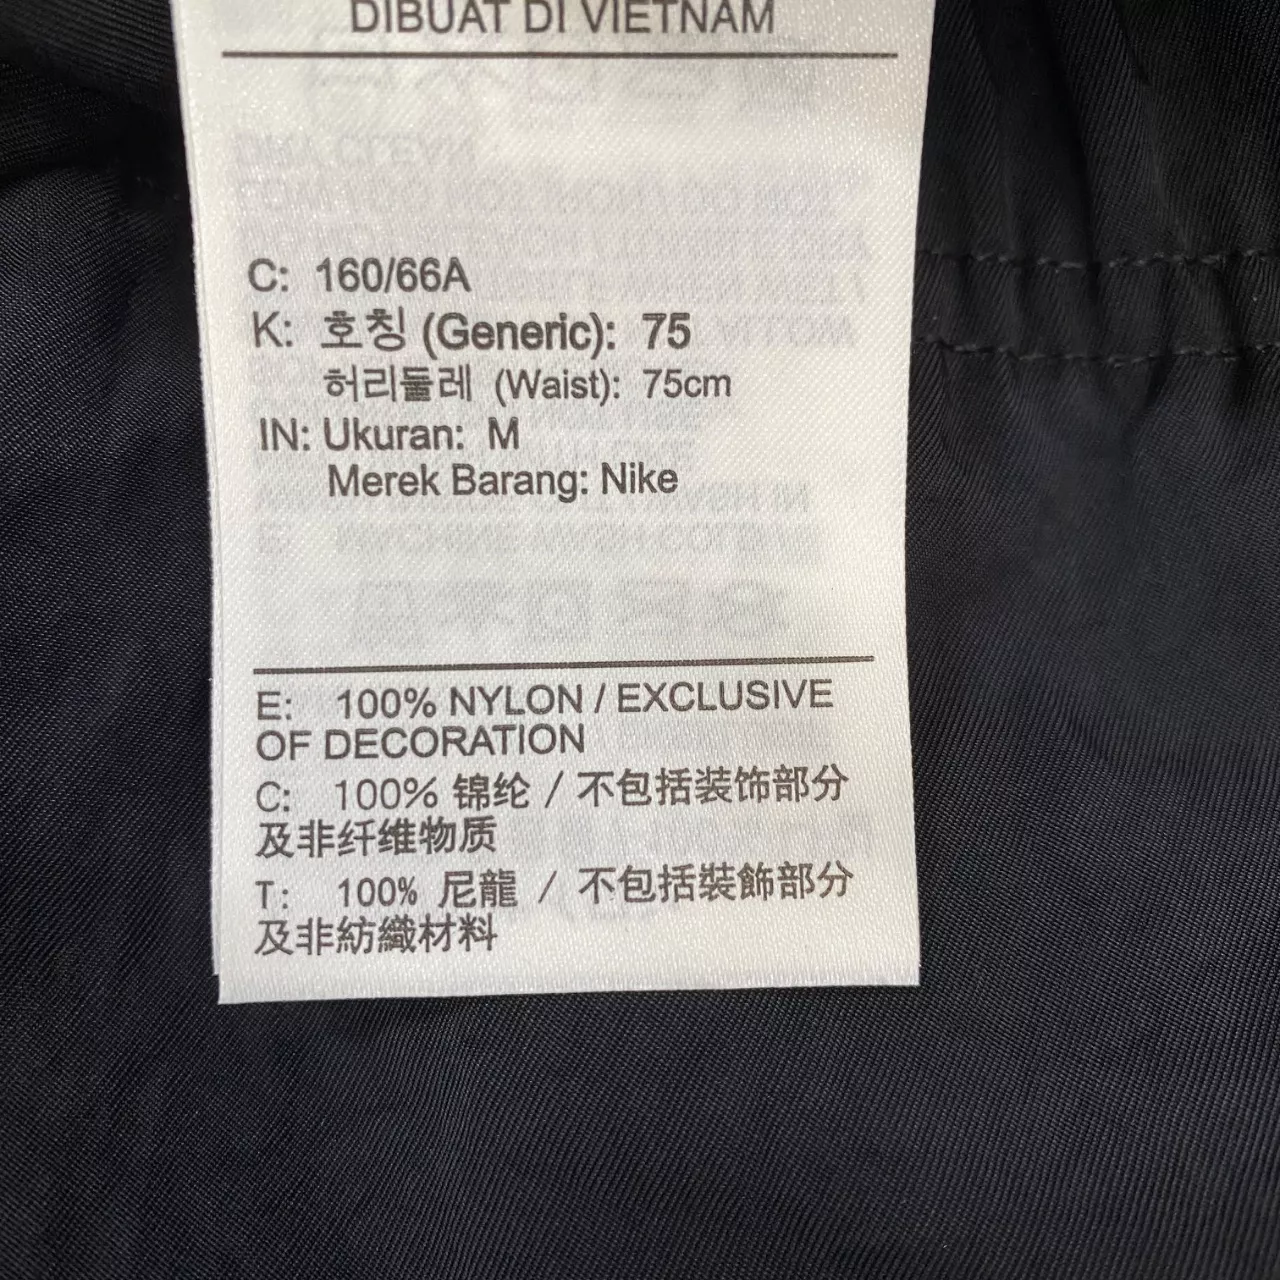 DIBUAT DI VIETNAM
C: 160/66A
K: 호칭 (Generic): 75
허리둘레 (Waist): 75cm
IN: Ukuran: M
Merek Barang: Nike
E: 100% NYLON / EXCLUSIVE
OF DECORATION
C: 100% 锦纶 / 不包括装饰部分
及非纤维物质
T: 100% 尼龍 / 不包括裝飾部分
及非紡織材料